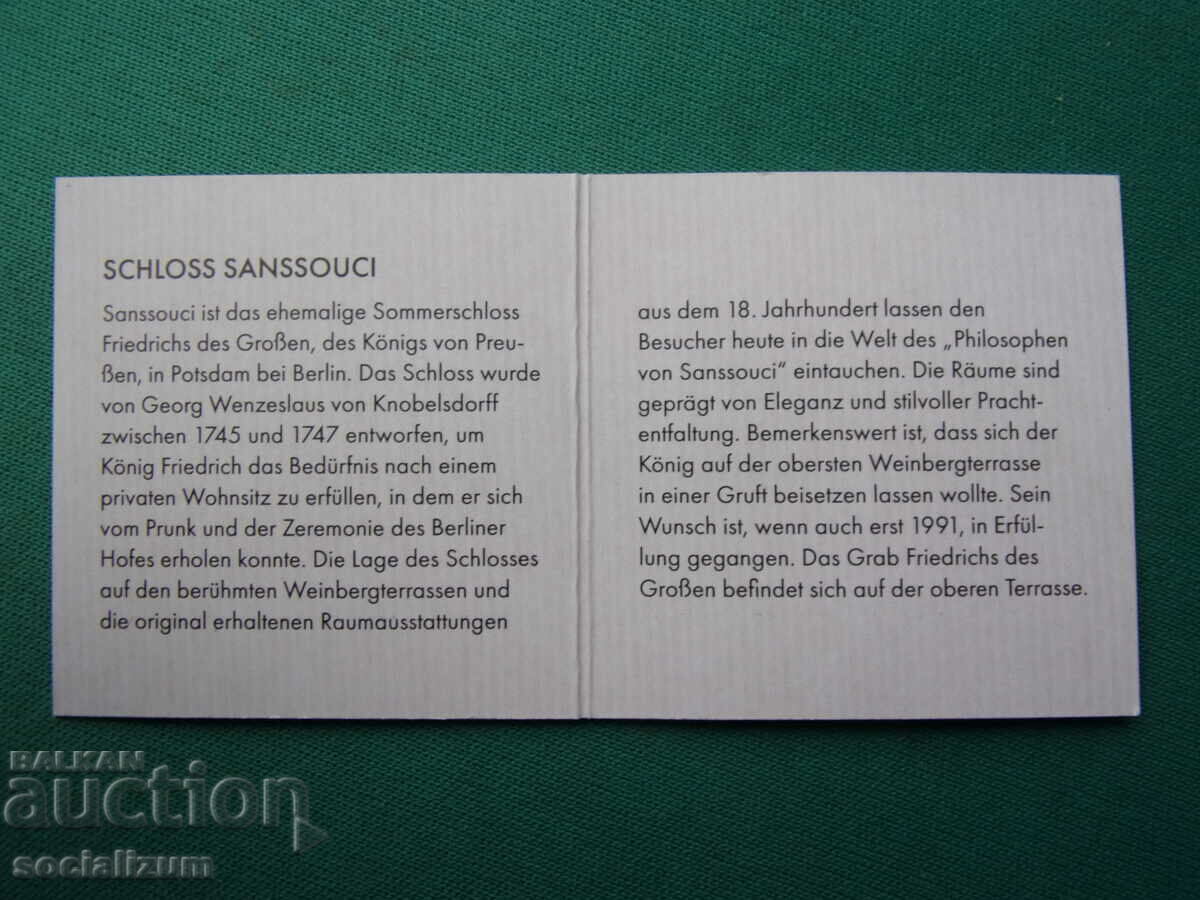 SCHLOSS SANSSOUCI
Sanssouci ist das ehemalige Sommerschloss
Friedrichs des Großen, des Königs von Preu-
ßen, in Potsdam bei Berlin. Das Schloss wurde
von Georg Wenzeslaus von Knobelsdorff
zwischen 1745 und 1747 entworfen, um
König Friedrich das Bedürfnis nach einem
privaten Wohnsitz zu erfüllen, in dem er sich
vom Prunk und der Zeremonie des Berliner
Hofes erholen konnte. Die Lage des Schlosses
auf den berühmten Weinbergterrassen und
die original erhaltenen Raumausstattungen
aus dem 18. Jahrhundert lassen den
Besucher heute in die Welt des „Philosophen
von Sanssouci“ eintauchen. Die Räume sind
geprägt von Eleganz und stilvoller Pracht-
entfaltung. Bemerkenswert ist, dass sich der
König auf der obersten Weinbergterrasse
in einer Gruft beisetzen lassen wollte. Sein
Wunsch ist, wenn auch erst 1991, in Erfül-
lung gegangen. Das Grab Friedrichs des
Großen befindet sich auf der oberen Terrasse.
BALKAN
auction
socializum